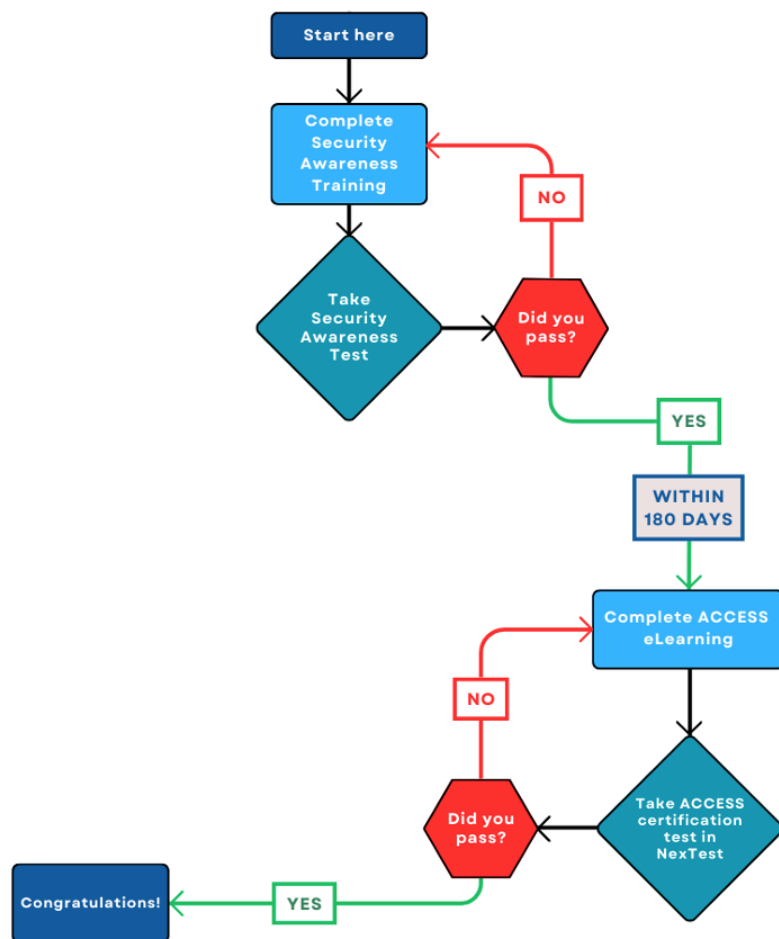 Start here
Complete
Security
Awareness
Training
NO
Take
Security
Awareness
Test
Did you
pass?
YES
WITHIN
180 DAYS
Complete ACCESS
eLearning
NO
Take ACCESS
certification
test in
NexTest
Did you
pass?
YES
Congratulations!